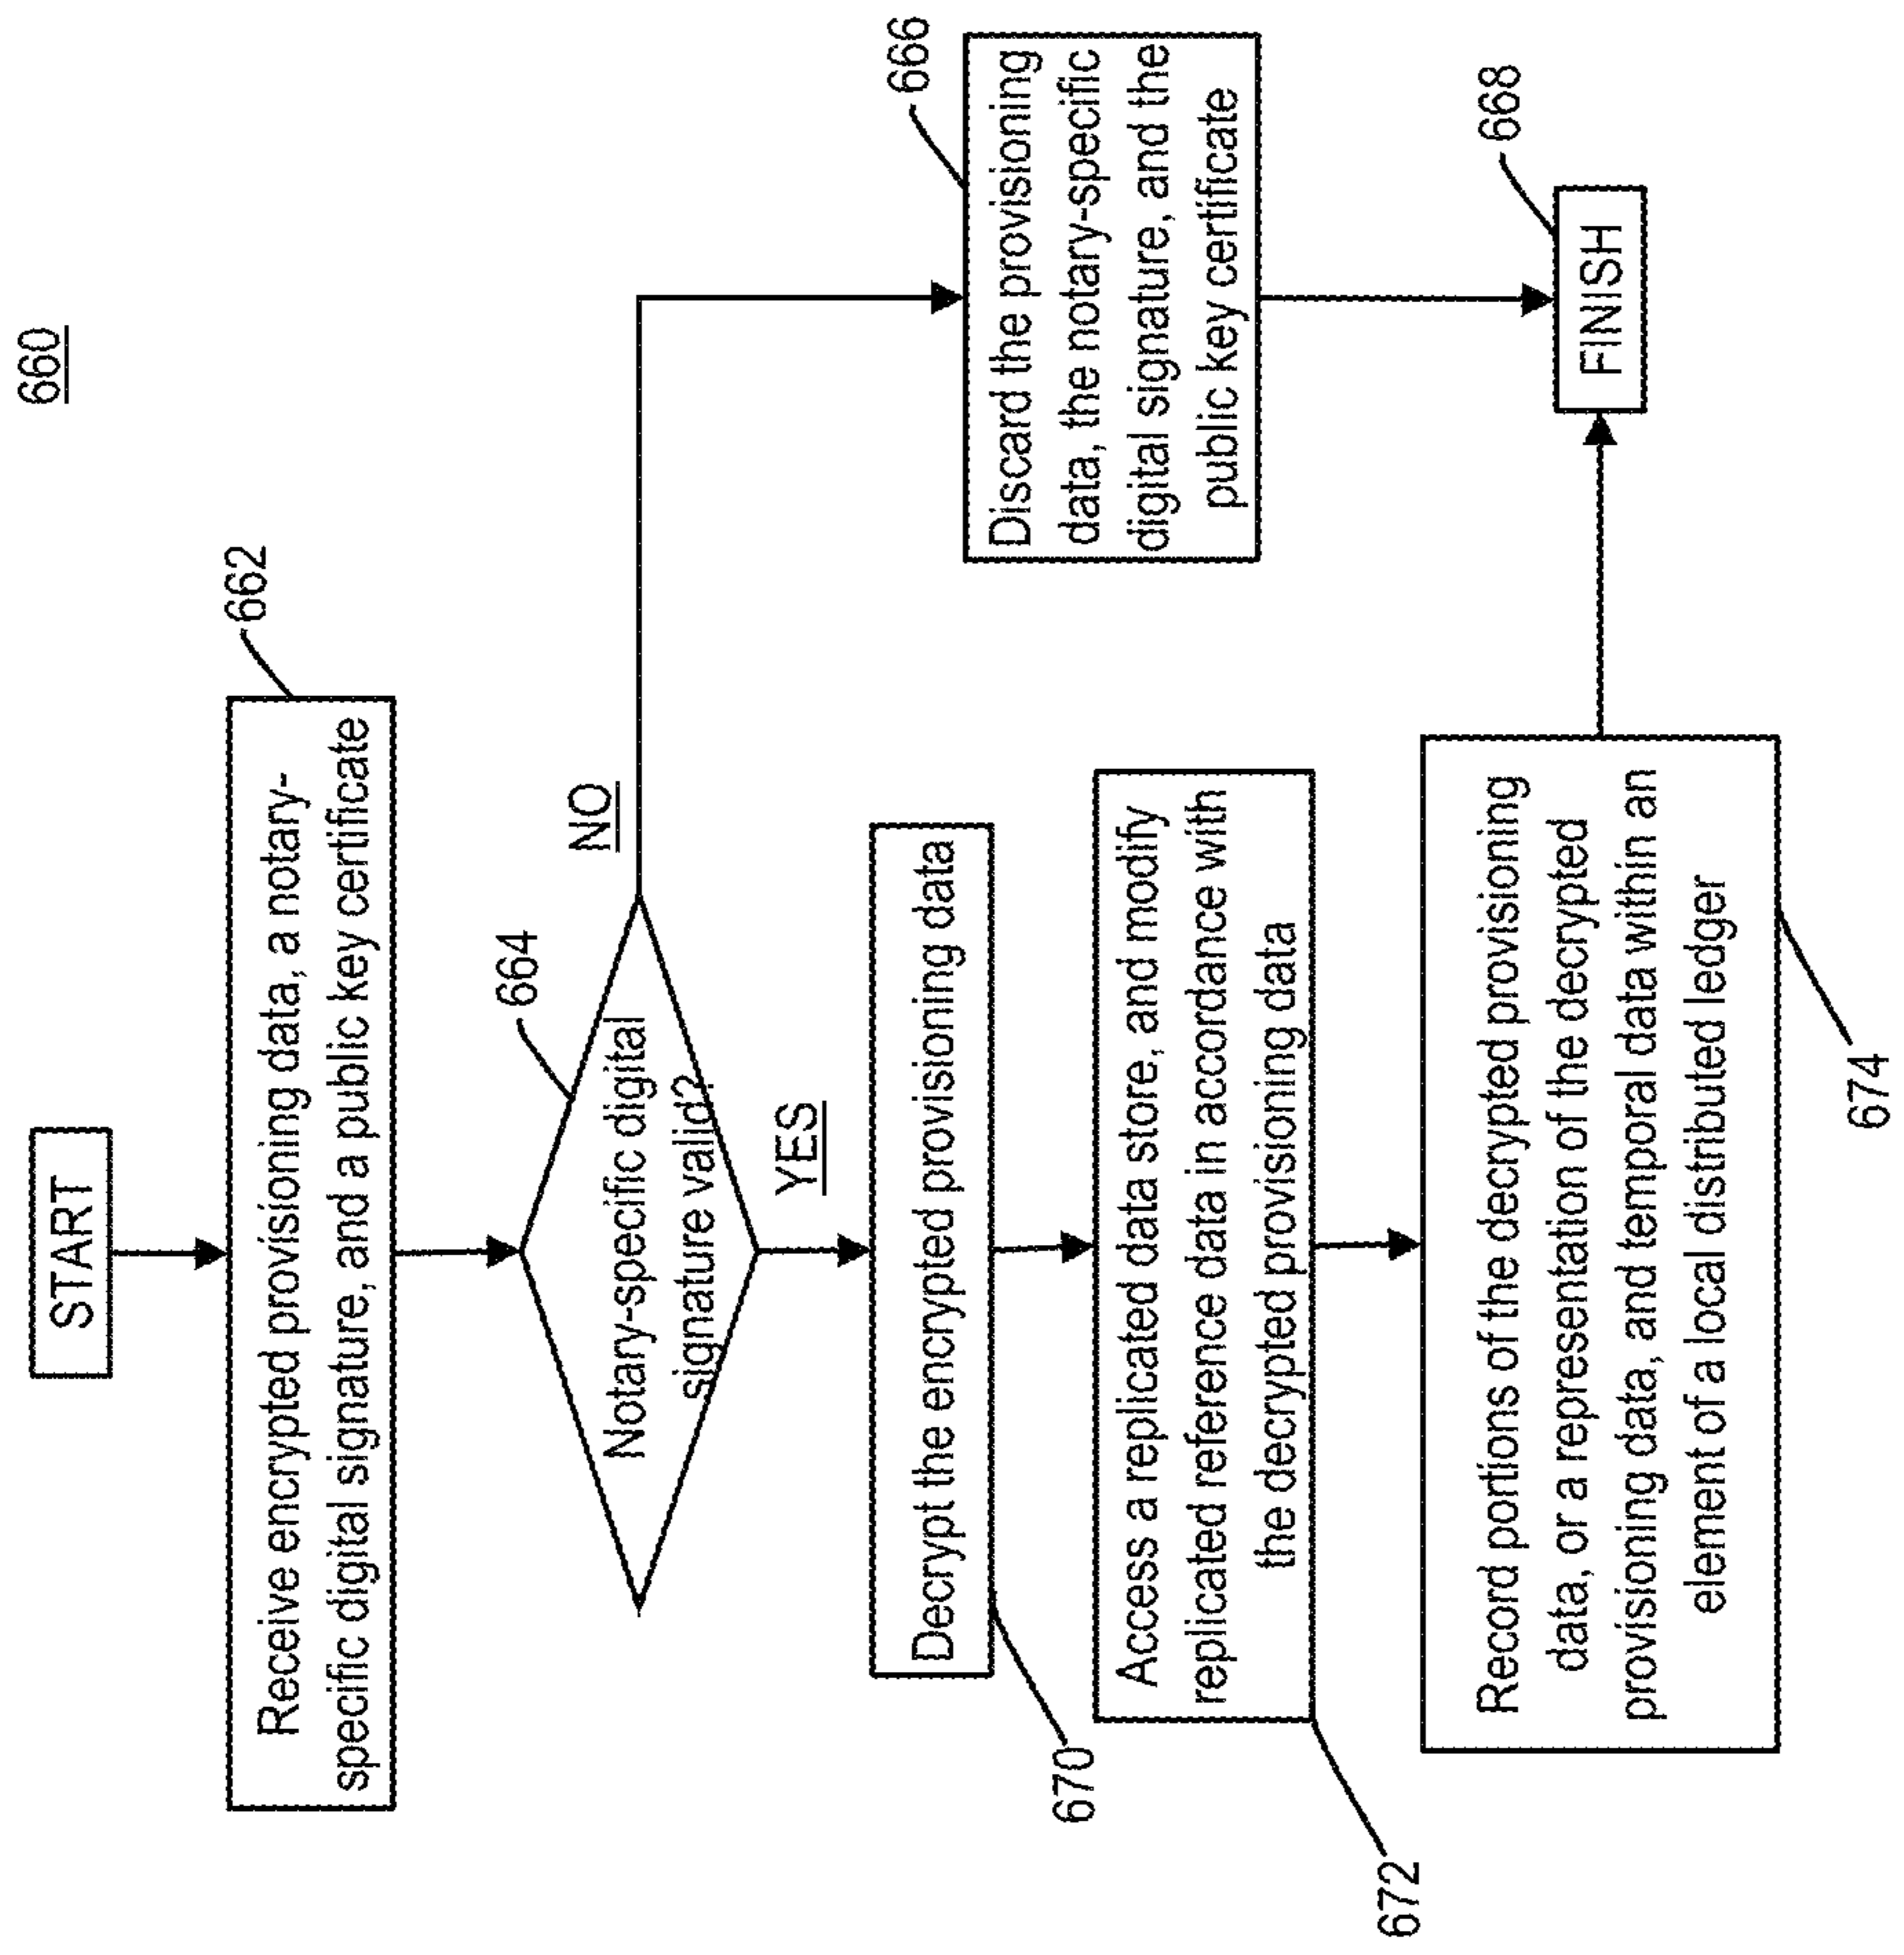 660
START
662
Receive encrypted provisioning data, a notary-
specific digital signature, and a public key certificate
664
Notary-specific digital
signature valid?
NO
YES
666
Discard the provisioning
data, the notary-specific
digital signature, and the
public key certificate
668
FINISH
Decrypt the encrypted provisioning data
670
Access a replicated data store, and modify
replicated reference data in accordance with
the decrypted provisioning data
672
Record portions of the decrypted provisioning
data, or a representation of the decrypted
provisioning data, and temporal data within an
element of a local distributed ledger
674